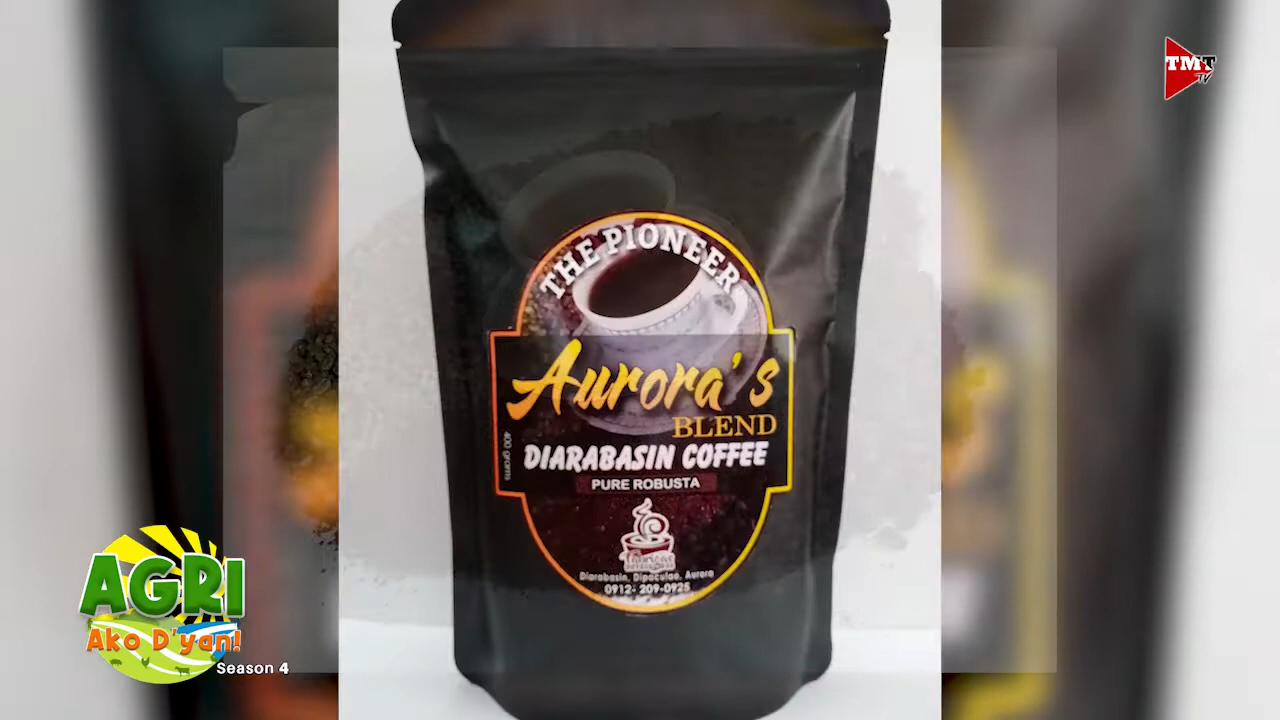 TMT
TV
THE PIONEER
Aurora's
BLEND
400 grams
DIARABASIN COFFEE
PURE ROBUSTA
Diarabasin, Dipaculao, Aurora
0912- 209-0925
AGRI
Ako D'yan!
Season 4